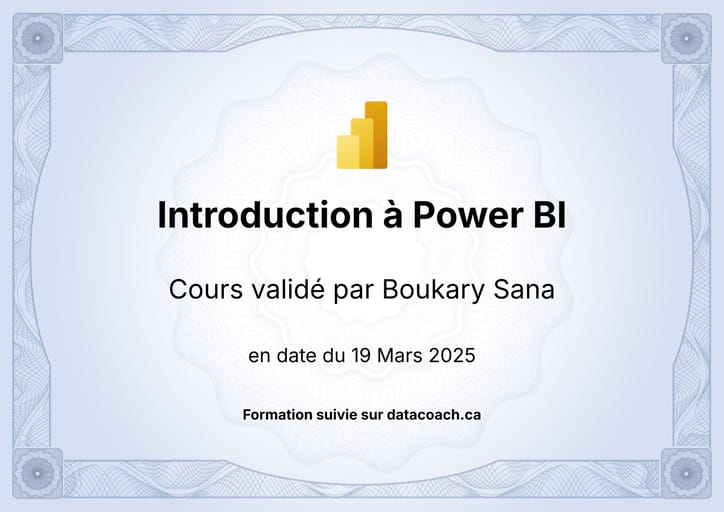 Introduction à Power BI
Cours validé par Boukary Sana
en date du 19 Mars 2025
Formation suivie sur datacoach.ca